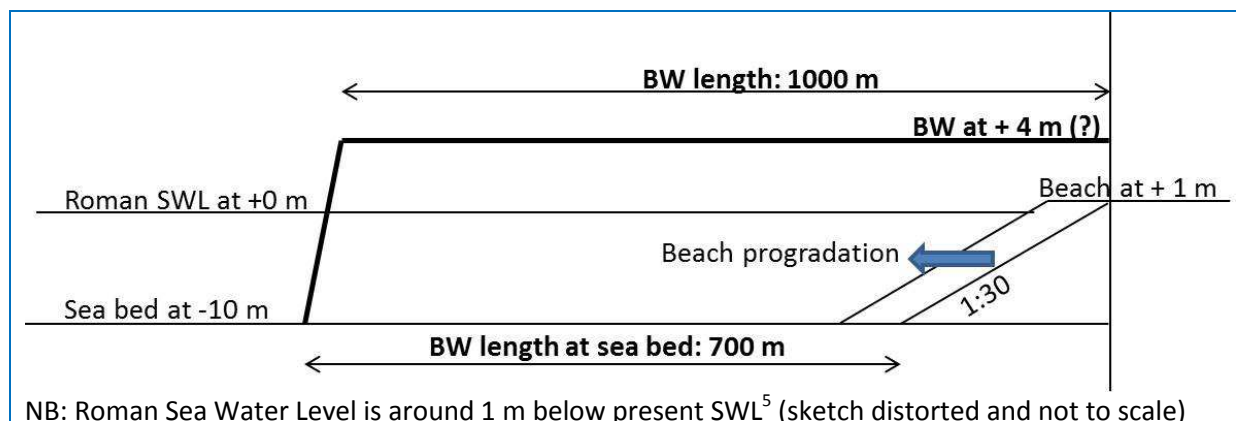 BW length: 1000 m
BW at + 4 m (?)
Roman SWL at +0 m
Beach at + 1 m
Beach progradation
1:30
Sea bed at -10 m
BW length at sea bed: 700 m
NB: Roman Sea Water Level is around 1 m below present SWL⁵ (sketch distorted and not to scale)